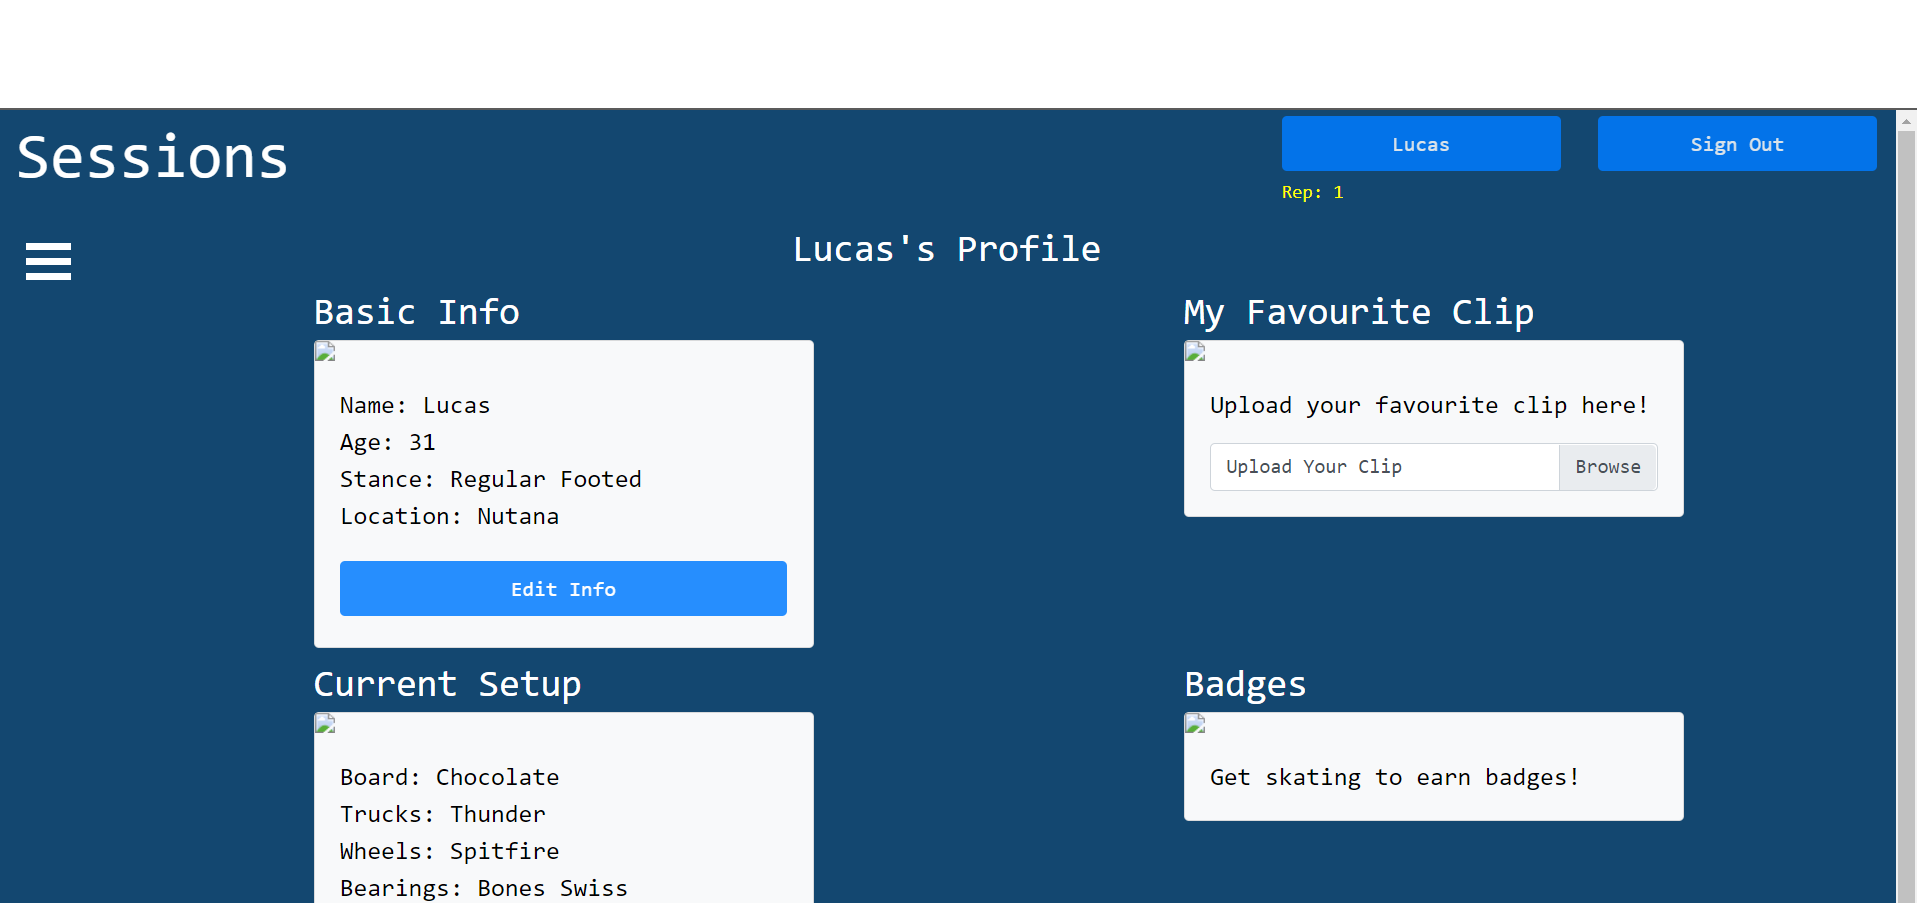 Sessions
Lucas
Sign Out
Rep: 1
Lucas's Profile
Basic Info
Name: Lucas
Age: 31
Stance: Regular Footed
Location: Nutana
Edit Info
My Favourite Clip
Upload your favourite clip here!
Upload Your Clip
Browse
Current Setup
Board: Chocolate
Trucks: Thunder
Wheels: Spitfire
Bearings: Bones Swiss
Badges
Get skating to earn badges!